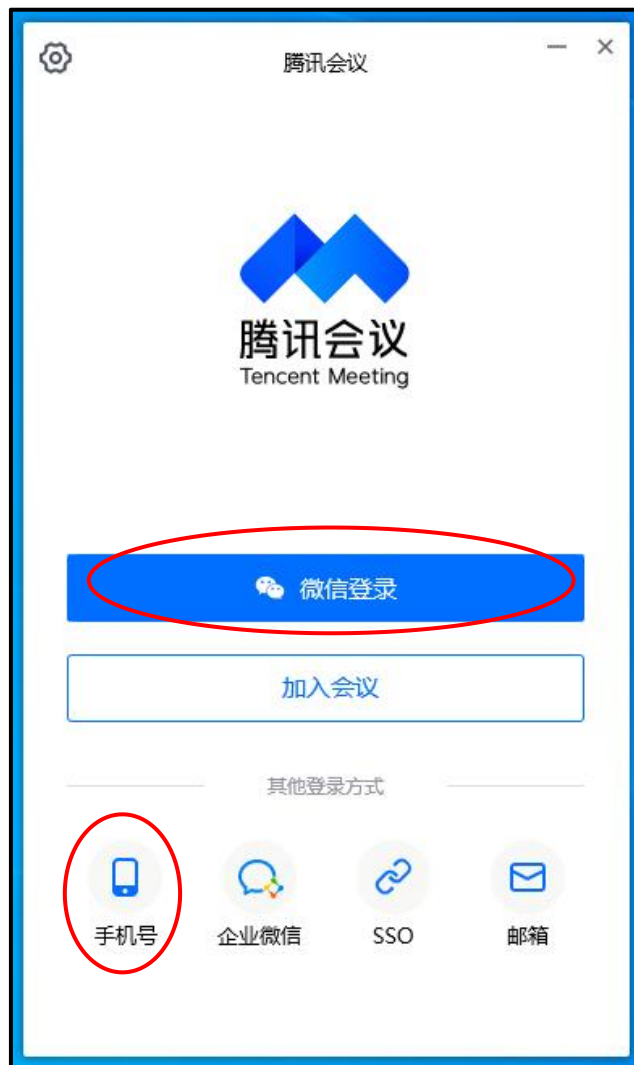 腾讯会议
腾讯会议
Tencent Meeting
微信登录
加入会议
其他登录方式
手机号 企业微信 SSO 邮箱